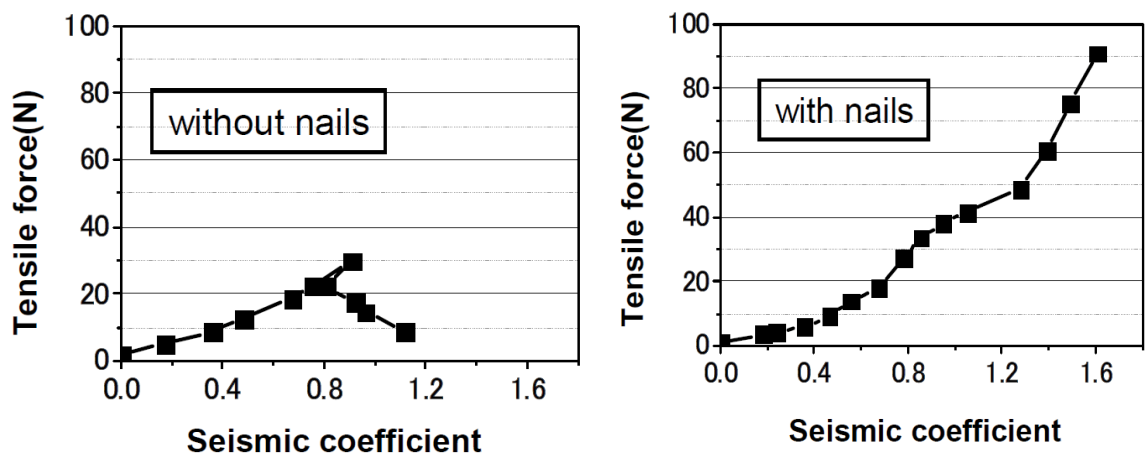 Tensile force(N)
100
80
60
40
20
0
without nails
0.0 0.4 0.8 1.2 1.6
Seismic coefficient
Tensile force(N)
100
80
60
40
20
0
with nails
0.0 0.4 0.8 1.2 1.6
Seismic coefficient